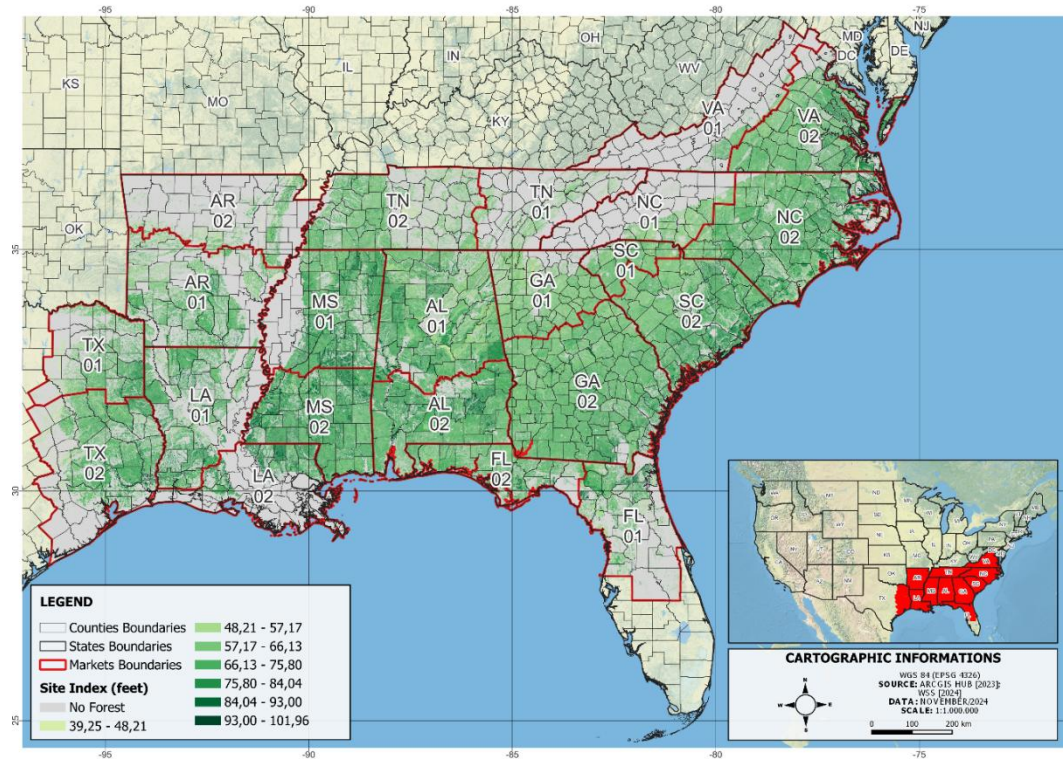 -95
-90
-85
-80
-75
OH
MD
NJ
IN
DC
DE
IL
WV
KS
MO
KY
VA
01
VA
02
AR
02
TN
02
TN
01
NC
01
NC
02
OK
35
35
SC
01
AR
01
MS
01
AL
01
GA
01
SC
02
TX
01
LA
01
MS
02
AL
02
GA
02
TX
02
LA
02
FL
02
FL
01
30
30
LEGEND
Counties Boundaries
States Boundaries
Markets Boundaries
Site Index (feet)
No Forest
39,25 - 48,21
48,21 - 57,17
57,17 - 66,13
66,13 - 75,80
75,80 - 84,04
84,04 - 93,00
93,00 - 101,96
CARTOGRAPHIC INFORMATIONS
WGS 84 (EPSG 4326)
SOURCE: ARCGIS HUB [2023];
WSS [2024]
DATA: NOVEMBER/2024
SCALE: 1:1.000.000
N
W
E
S
0 100 200 km
25
25
-95
-90
-85
-80
-75